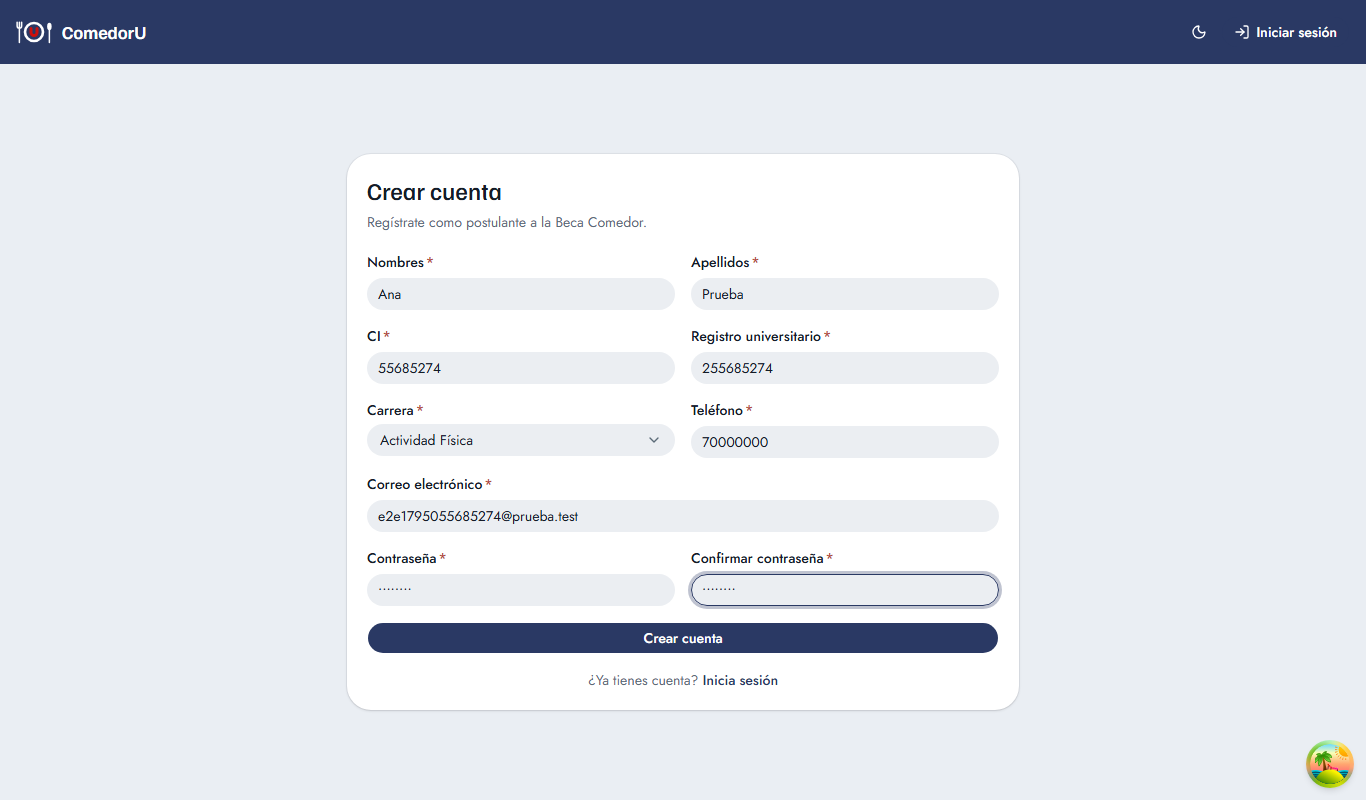 ComedorU
Iniciar sesión
Crear cuenta
Regístrate como postulante a la Beca Comedor.
Nombres *
Apellidos *
Ana
Prueba
CI *
Registro universitario *
55685274
255685274
Carrera *
Teléfono *
Actividad Física
70000000
Correo electrónico *
e2e1795055685274@prueba.test
Contraseña *
Confirmar contraseña *
········
········
Crear cuenta
¿Ya tienes cuenta? Inicia sesión